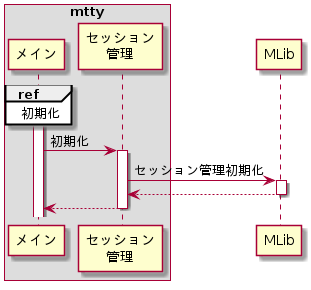 mtty
メイン
セッション
管理
MLib
ref
初期化
初期化
セッション管理初期化
メイン
セッション
管理
MLib